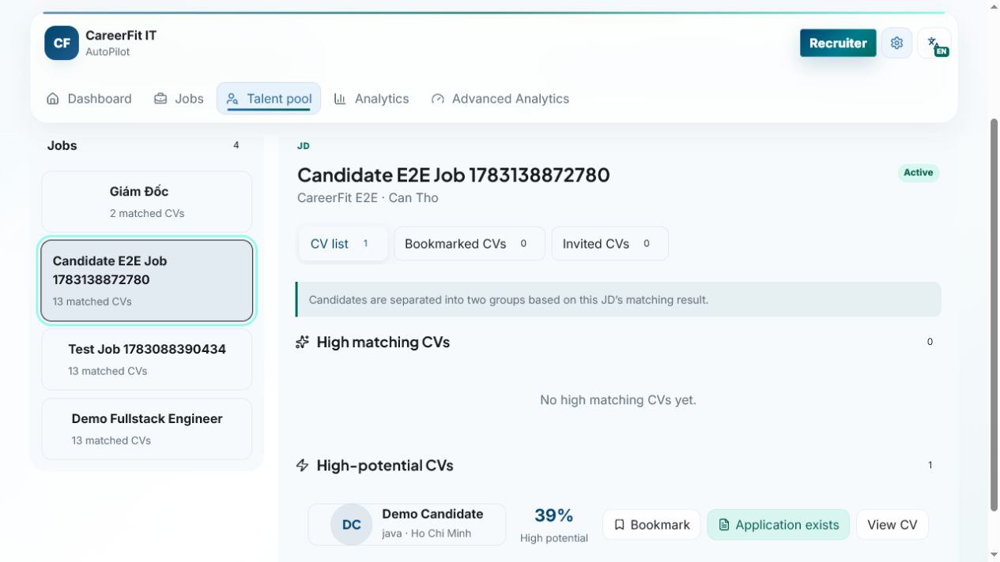 CF
CareerFit IT
AutoPilot
Recruiter
EN
Dashboard
Jobs
Talent pool
Analytics
Advanced Analytics
Jobs
4
Giám Đốc
2 matched CVs
Candidate E2E Job
1783138872780
13 matched CVs
Test Job 1783088390434
13 matched CVs
Demo Fullstack Engineer
13 matched CVs
JD
Candidate E2E Job 1783138872780
Active
CareerFit E2E · Can Tho
CV list 1
Bookmarked CVs 0
Invited CVs 0
Candidates are separated into two groups based on this JD’s matching result.
High matching CVs
0
No high matching CVs yet.
High-potential CVs
1
DC
Demo Candidate
java · Ho Chi Minh
39%
High potential
Bookmark
Application exists
View CV